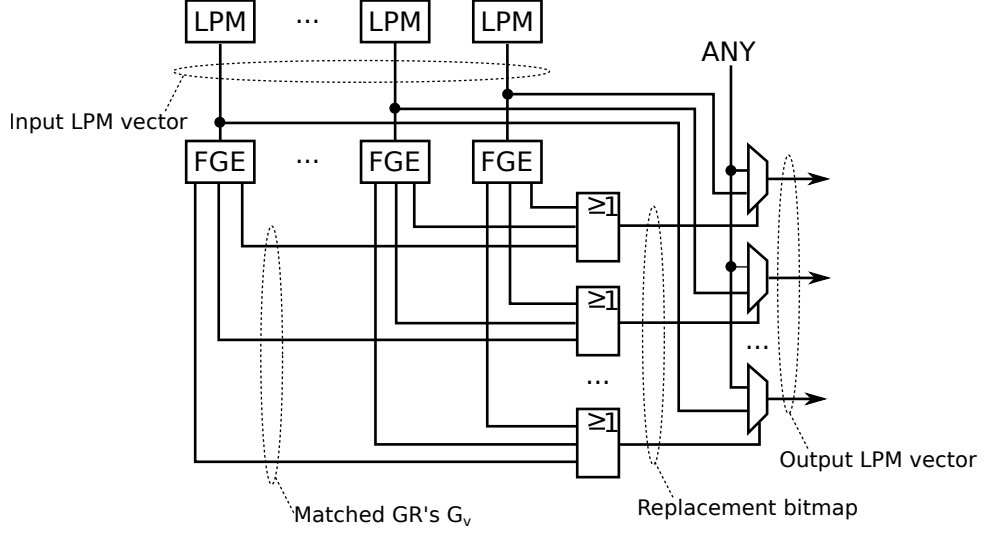 LPM ... LPM LPM
ANY
Input LPM vector
FGE ... FGE FGE
≥1
≥1
...
...
≥1
Output LPM vector
Matched GR's Gv
Replacement bitmap